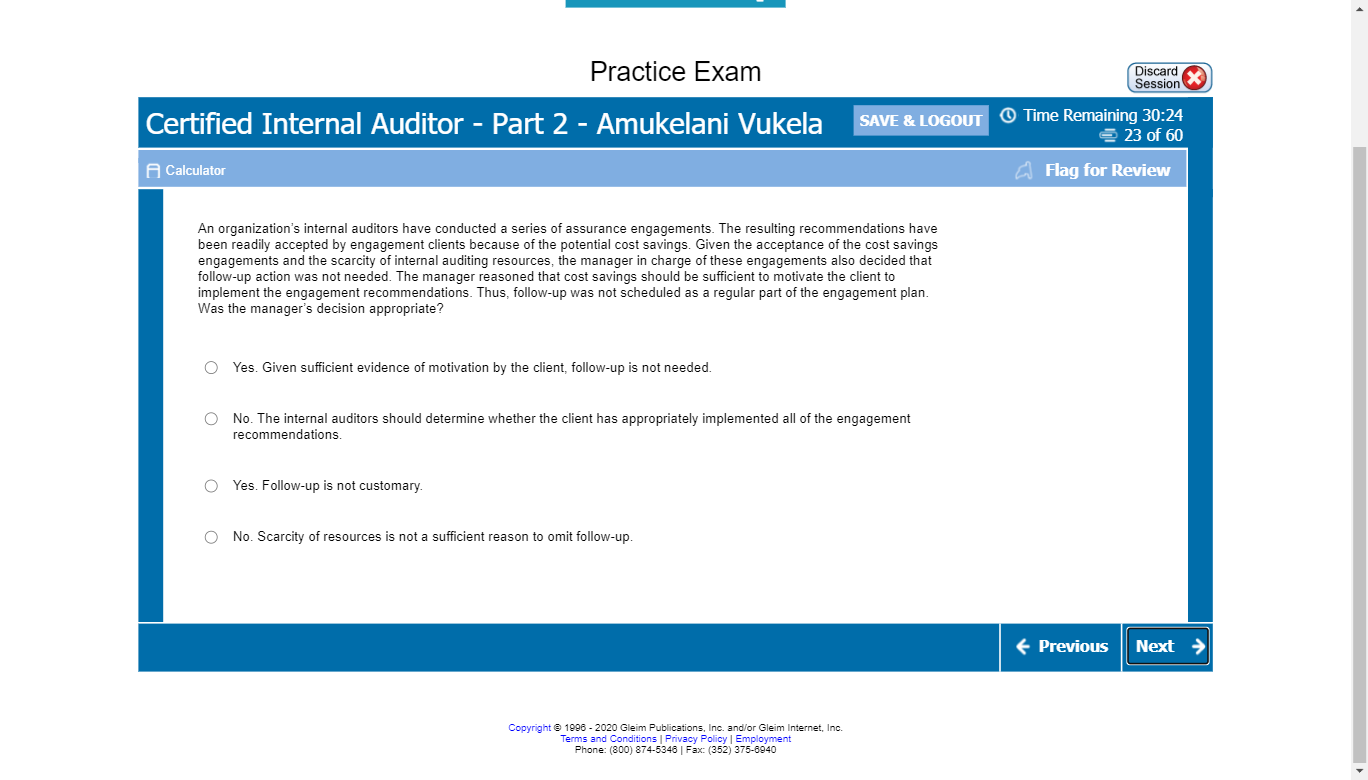 Practice Exam
Discard
Session
Certified Internal Auditor - Part 2 - Amukelani Vukela
SAVE & LOGOUT
Time Remaining 30:24
23 of 60
Calculator
Flag for Review
An organization's internal auditors have conducted a series of assurance engagements. The resulting recommendations have
been readily accepted by engagement clients because of the potential cost savings. Given the acceptance of the cost savings
engagements and the scarcity of internal auditing resources, the manager in charge of these engagements also decided that
follow-up action was not needed. The manager reasoned that cost savings should be sufficient to motivate the client to
implement the engagement recommendations. Thus, follow-up was not scheduled as a regular part of the engagement plan.
Was the manager's decision appropriate?
Yes. Given sufficient evidence of motivation by the client, follow-up is not needed.
No. The internal auditors should determine whether the client has appropriately implemented all of the engagement
recommendations.
Yes. Follow-up is not customary.
No. Scarcity of resources is not a sufficient reason to omit follow-up.
Previous
Next
Copyright © 1996 - 2020 Gleim Publications, Inc. and/or Gleim Internet, Inc.
Terms and Conditions | Privacy Policy | Employment
Phone: (800) 874-5346 | Fax: (352) 375-6940